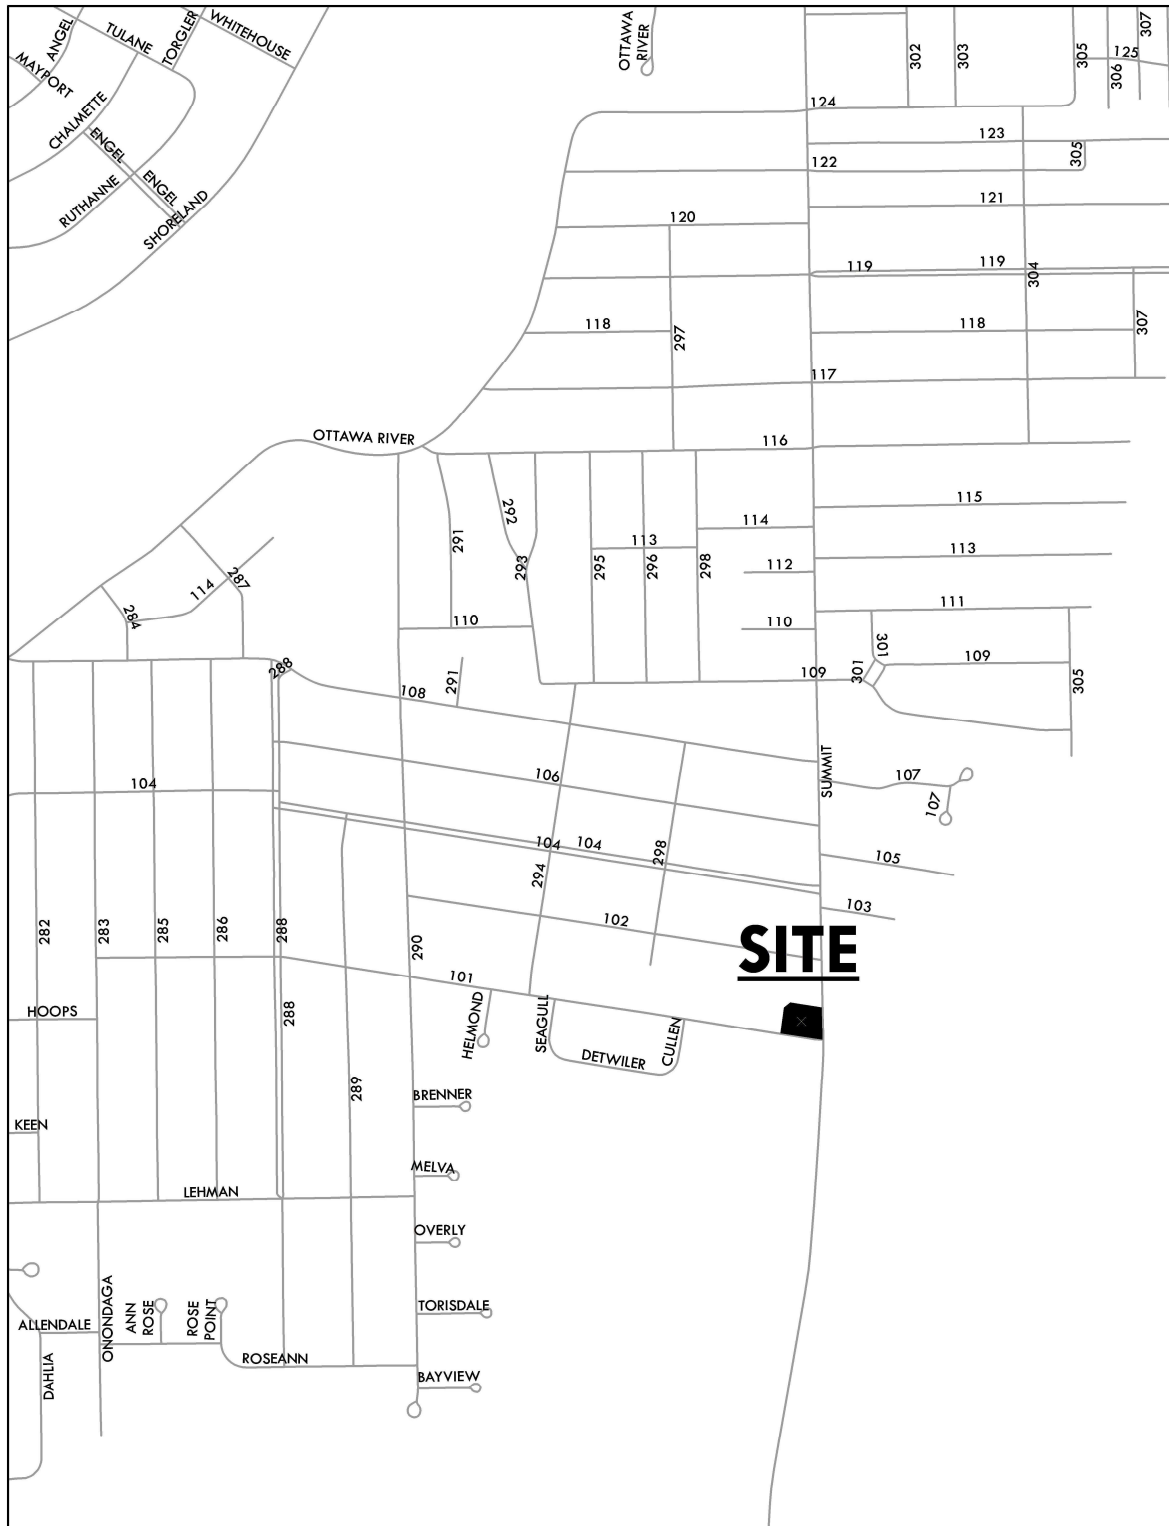 ANGEL
TULANE
TORGLER
WHITEHOUSE
MAYPORT
CHALMETTE
ENGEL
ENGEL
RUTHANNE
SHORELAND
OTTAWA
RIVER
302
303
305
307
125
306
124
123
305
122
121
120
119
119
304
118
297
118
307
117
OTTAWA RIVER
116
292
115
291
114
113
113
293
295
296
298
112
114
287
284
111
110
110
301
109
109
301
305
288
291
108
SUMMIT
106
107
107
104
104
104
298
105
294
103
102
282
283
285
286
288
290
SITE
101
HOOPS
288
HELMOND
SEAGULL
CULLEN
DETWILER
289
BRENNER
KEEN
MELVA
LEHMAN
OVERLY
ONONDAGA
ANN
ROSE
ROSE
POINT
TORISDALE
ALLENDALE
ROSEANN
DAHLIA
BAYVIEW